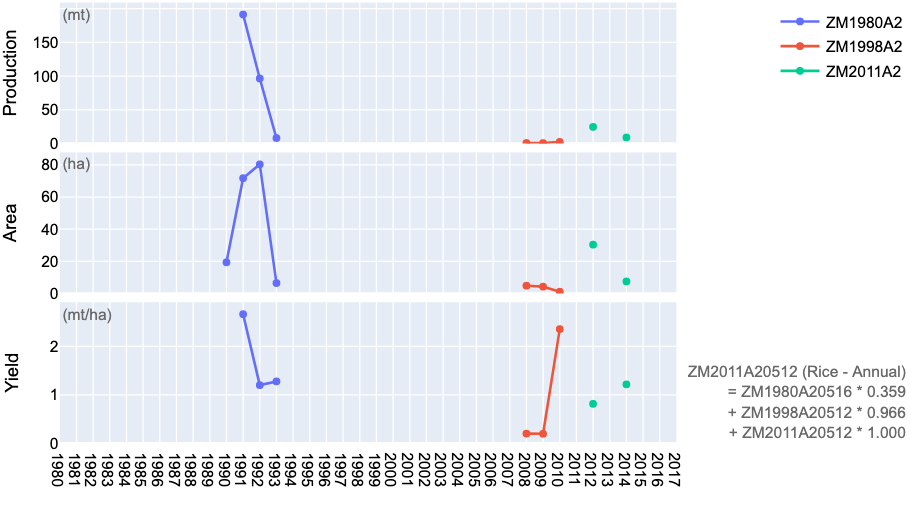 (mt)
Production
150
100
50
0
(ha)
Area
80
60
40
20
0
(mt/ha)
Yield
2
1
0
1980 1981 1982 1983 1984 1985 1986 1987 1988 1989 1990 1991 1992 1993 1994 1995 1996 1997 1998 1999 2000 2001 2002 2003 2004 2005 2006 2007 2008 2009 2010 2011 2012 2013 2014 2015 2016 2017
ZM1980A2
ZM1998A2
ZM2011A2
ZM2011A20512 (Rice - Annual)
= ZM1980A20516 * 0.359
+ ZM1998A20512 * 0.966
+ ZM2011A20512 * 1.000